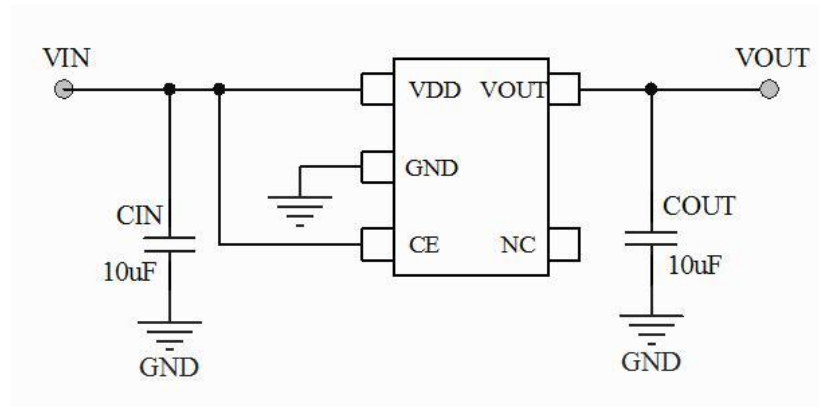 VIN
VOUT
VDD VOUT
GND
CE NC
CIN
10uF
GND
COUT
10uF
GND